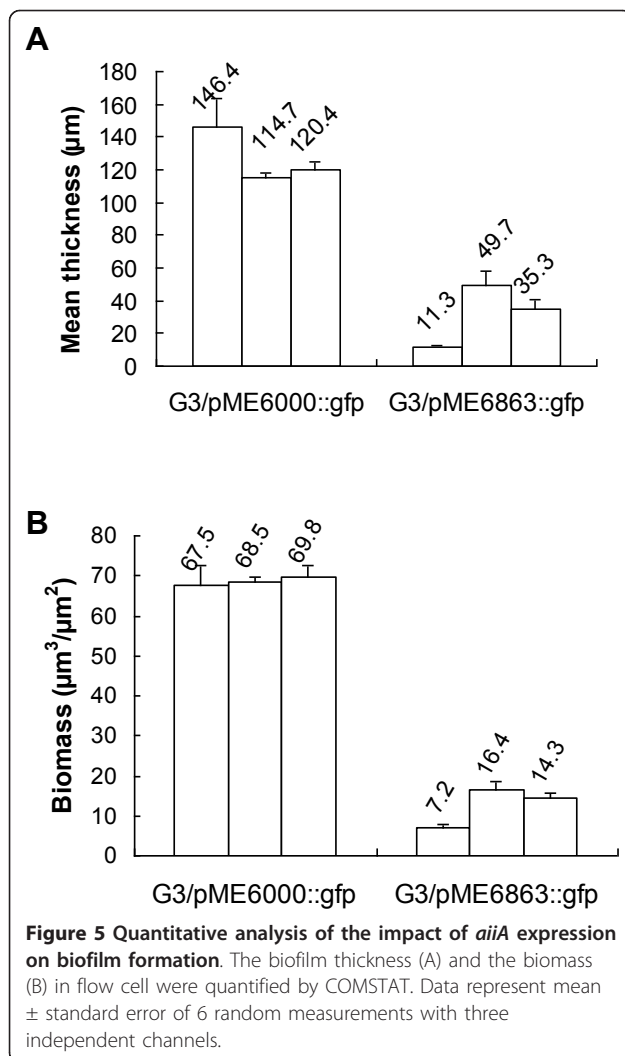 A
Mean thickness (µm)
180
160
140
120
100
80
60
40
20
0
146.4
114.7
120.4
11.3
49.7
35.3
G3/pME6000::gfp G3/pME6863::gfp
B
Biomass (µm³/µm²)
80
70
60
50
40
30
20
10
0
67.5
68.5
69.8
7.2
16.4
14.3
G3/pME6000::gfp G3/pME6863::gfp
Figure 5 Quantitative analysis of the impact of aiiA expression
on biofilm formation. The biofilm thickness (A) and the biomass
(B) in flow cell were quantified by COMSTAT. Data represent mean
± standard error of 6 random measurements with three
independent channels.